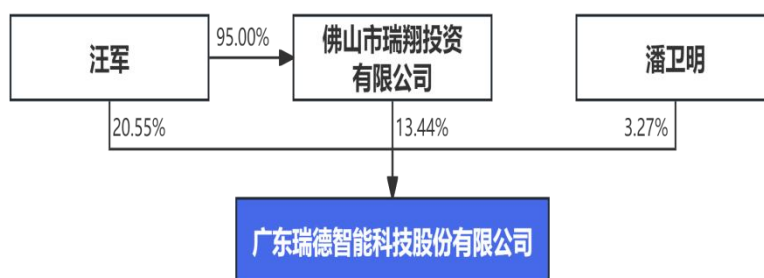 汪军
95.00%
佛山市瑞翔投资
有限公司
潘卫明
20.55%
13.44%
3.27%
广东瑞德智能科技股份有限公司